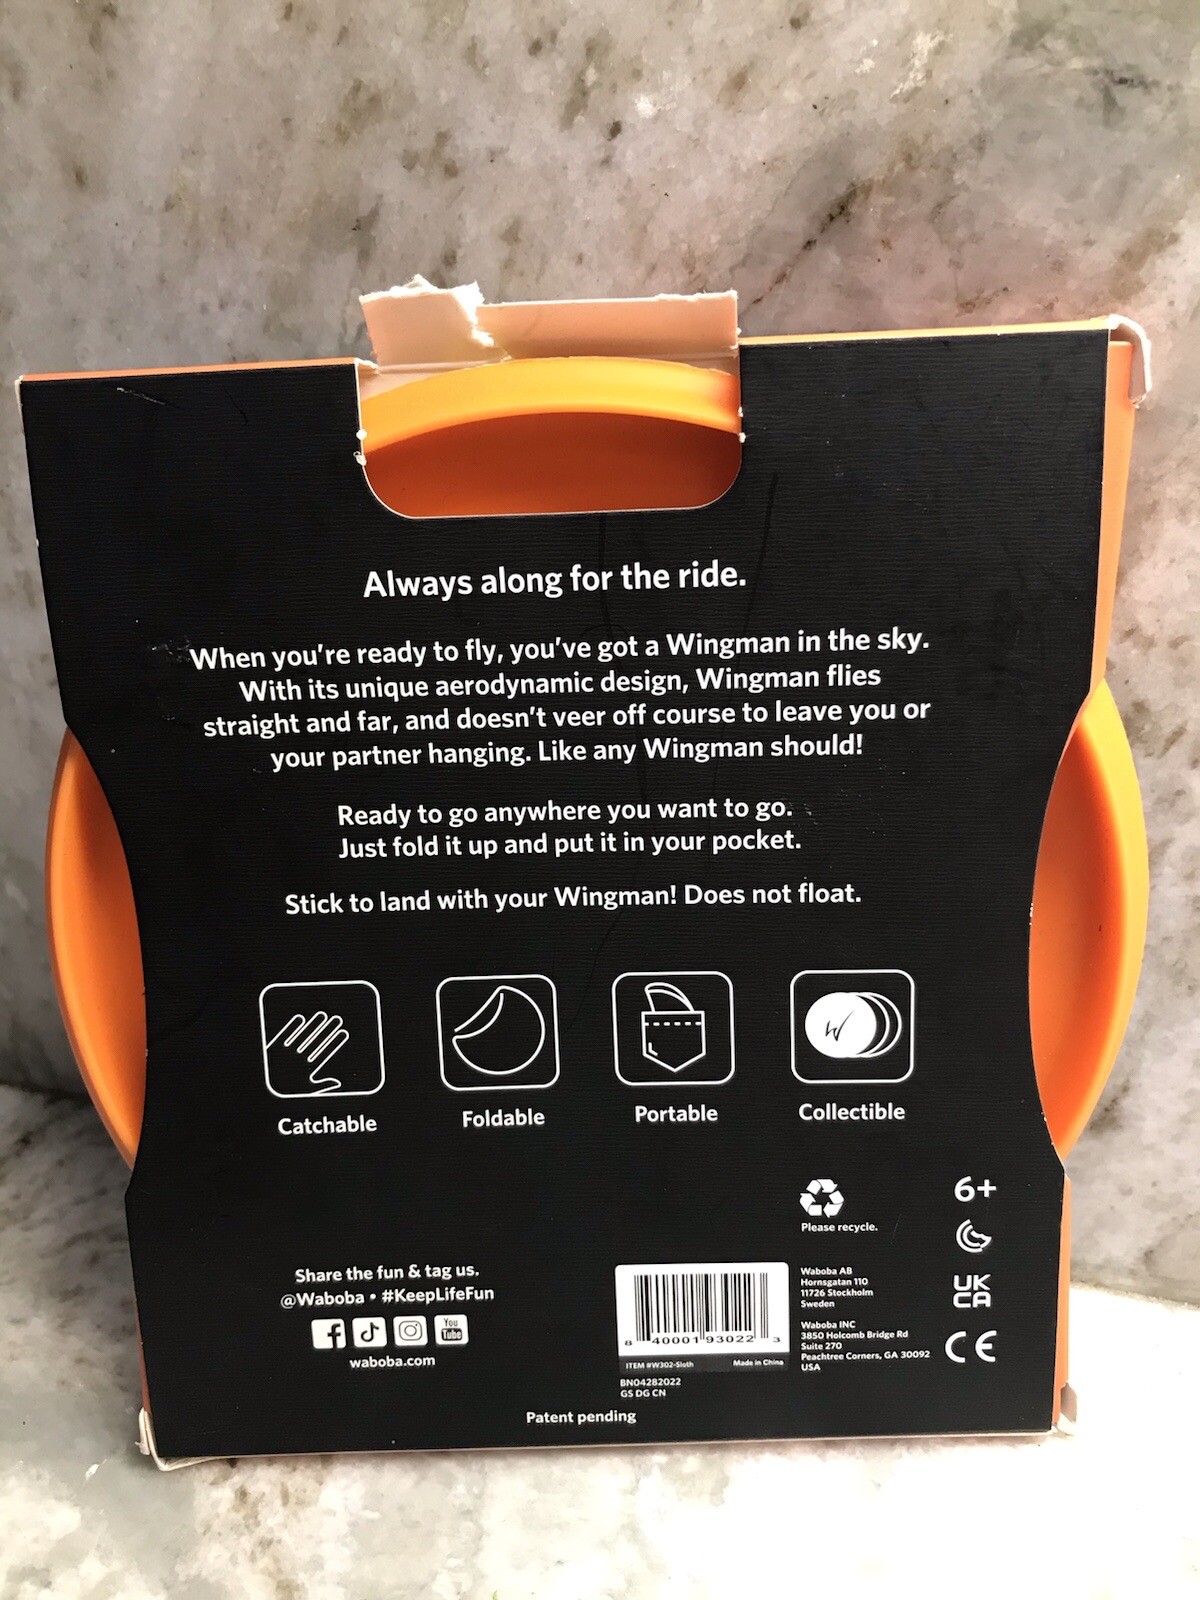 Always along for the ride.
When you're ready to fly, you've got a Wingman in the sky.
With its unique aerodynamic design, Wingman flies
straight and far, and doesn't veer off course to leave you or
your partner hanging. Like any Wingman should!
Ready to go anywhere you want to go.
Just fold it up and put it in your pocket.
Stick to land with your Wingman! Does not float.
W
Catchable
Foldable
Portable
Collectible
6+
Please recycle.
UK
CA
CE
Share the fun & tag us.
@Waboba • #KeepLifeFun
You
Tube
waboba.com
8 40001 93022 3
ITEM #W302-Sloth
Made in China
BN04282022
GS DG CN
Waboba AB
Hornsgatan 110
11726 Stockholm
Sweden
Waboba INC
3850 Holcomb Bridge Rd
Suite 270
Peachtree Corners, GA 30092
USA
Patent pending